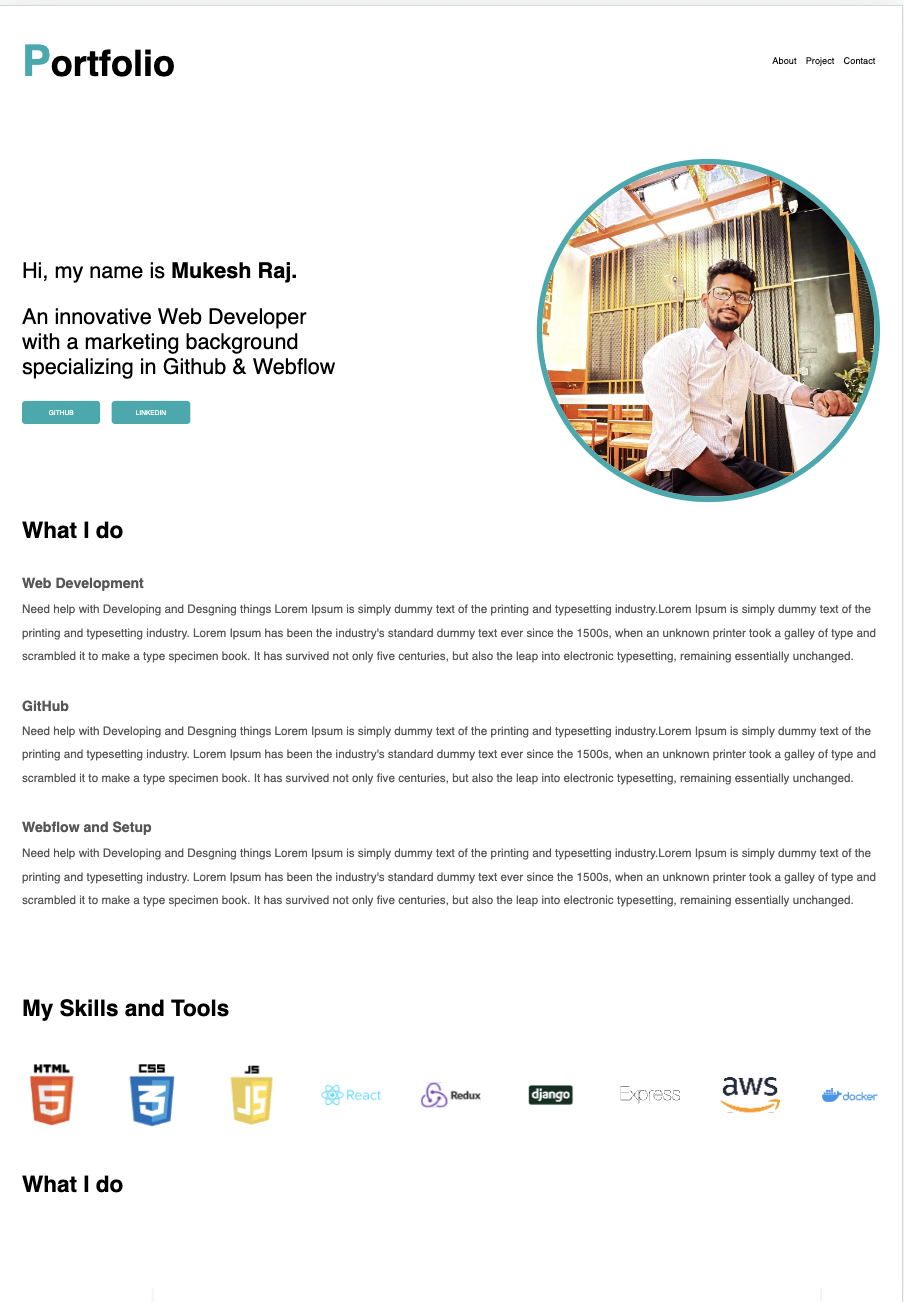 Portfolio
About Project Contact
Hi, my name is Mukesh Raj.
An innovative Web Developer
with a marketing background
specializing in Github & Webflow
GITHUB LINKEDIN
What I do
Web Development
Need help with Developing and Desgning things Lorem Ipsum is simply dummy text of the printing and typesetting industry.Lorem Ipsum is simply dummy text of the
printing and typesetting industry. Lorem Ipsum has been the industry's standard dummy text ever since the 1500s, when an unknown printer took a galley of type and
scrambled it to make a type specimen book. It has survived not only five centuries, but also the leap into electronic typesetting, remaining essentially unchanged.
GitHub
Need help with Developing and Desgning things Lorem Ipsum is simply dummy text of the printing and typesetting industry.Lorem Ipsum is simply dummy text of the
printing and typesetting industry. Lorem Ipsum has been the industry's standard dummy text ever since the 1500s, when an unknown printer took a galley of type and
scrambled it to make a type specimen book. It has survived not only five centuries, but also the leap into electronic typesetting, remaining essentially unchanged.
Webflow and Setup
Need help with Developing and Desgning things Lorem Ipsum is simply dummy text of the printing and typesetting industry.Lorem Ipsum is simply dummy text of the
printing and typesetting industry. Lorem Ipsum has been the industry's standard dummy text ever since the 1500s, when an unknown printer took a galley of type and
scrambled it to make a type specimen book. It has survived not only five centuries, but also the leap into electronic typesetting, remaining essentially unchanged.
My Skills and Tools
HTML 5 CSS 3 JS JS React Redux django Express aws docker
What I do